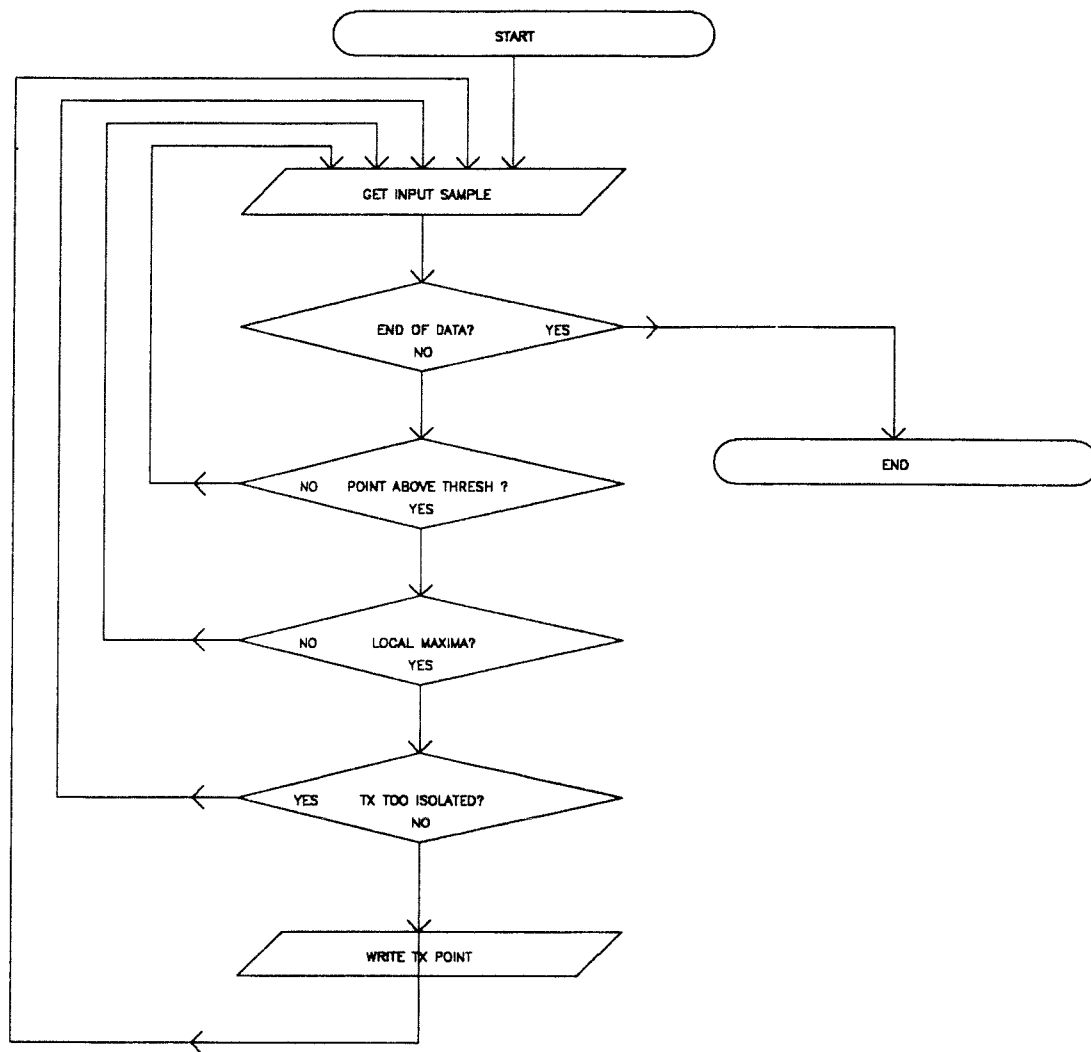 START
GET INPUT SAMPLE
END OF DATA? YES
NO
NO POINT ABOVE THRESH ?
YES
END
NO LOCAL MAXIMA?
YES
YES TX TOO ISOLATED?
NO
WRITE TX POINT